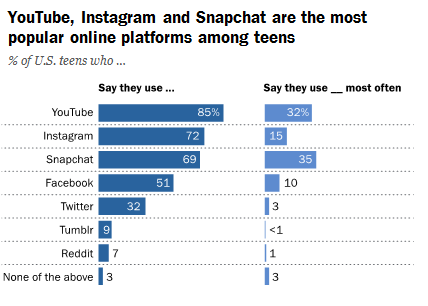 YouTube, Instagram and Snapchat are the most
popular online platforms among teens
% of U.S. teens who ...
Say they use ... Say they use __ most often
YouTube 85% 32%
Instagram 72 15
Snapchat 69 35
Facebook 51 10
Twitter 32 3
Tumblr 9 <1
Reddit 7 1
None of the above 3 3